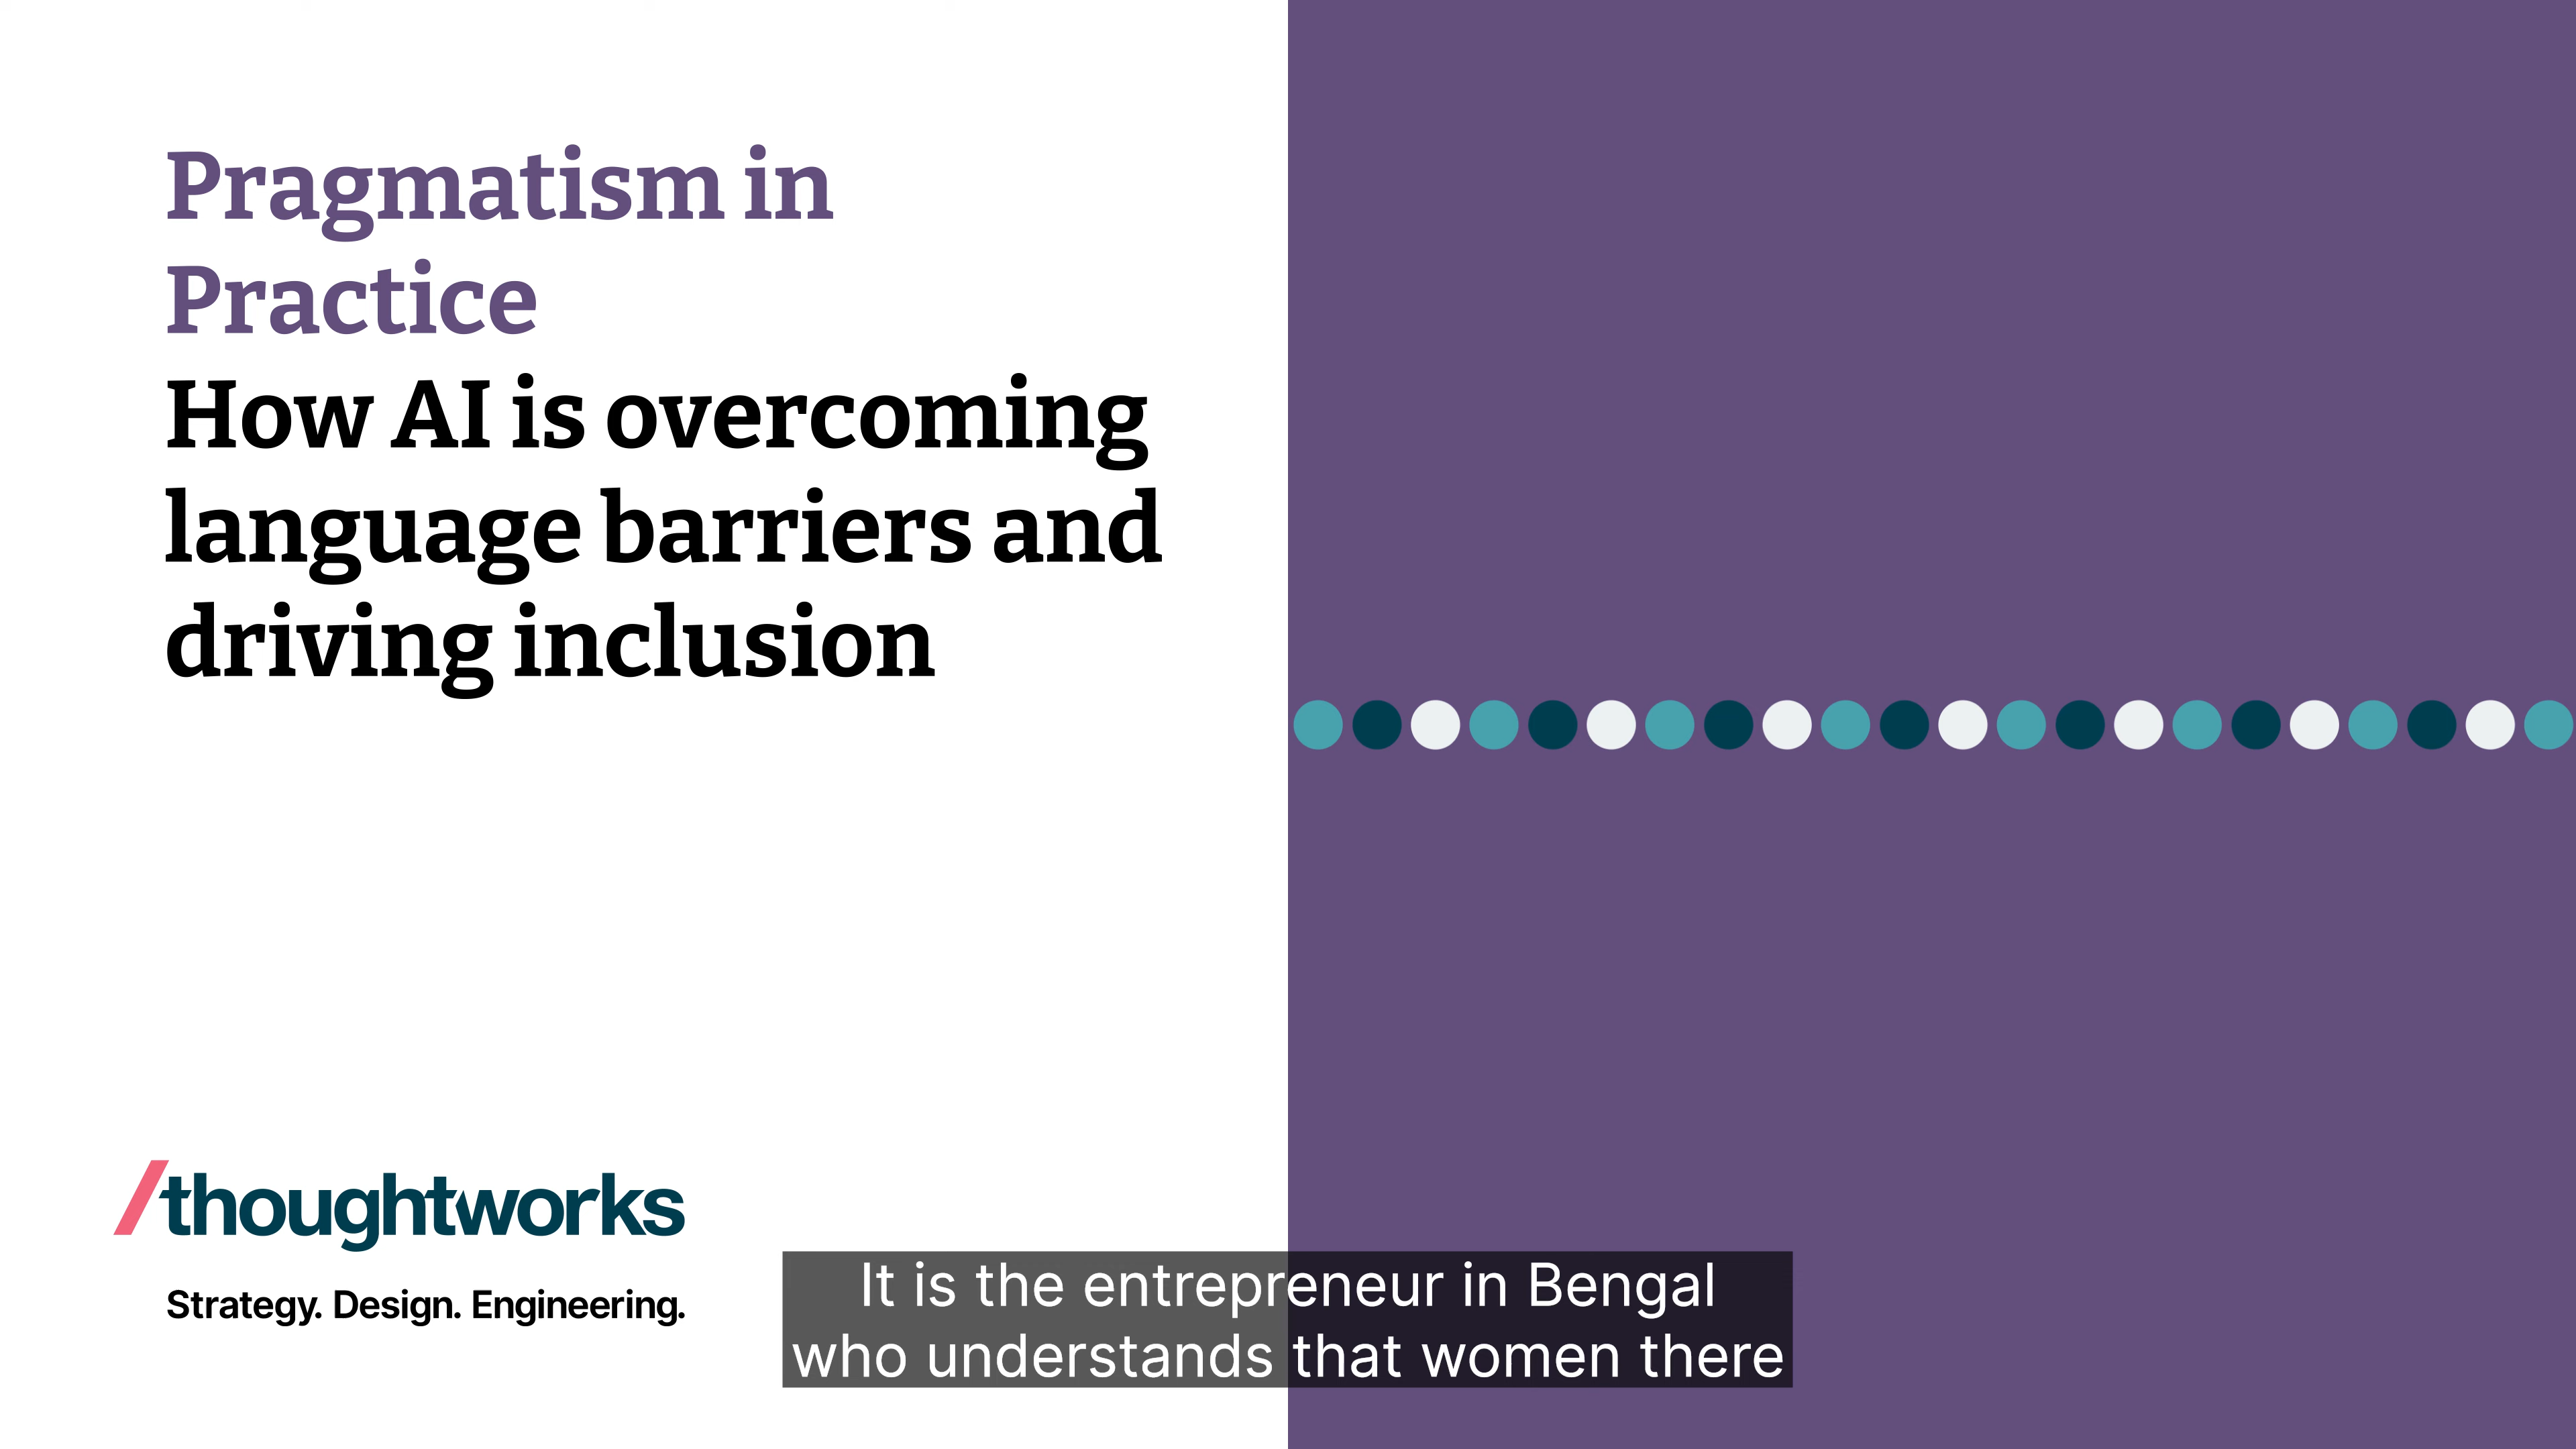 Pragmatism in
Practice
How AI is overcoming
language barriers and
driving inclusion
/thoughtworks
Strategy. Design. Engineering.
It is the entrepreneur in Bengal
who understands that women there